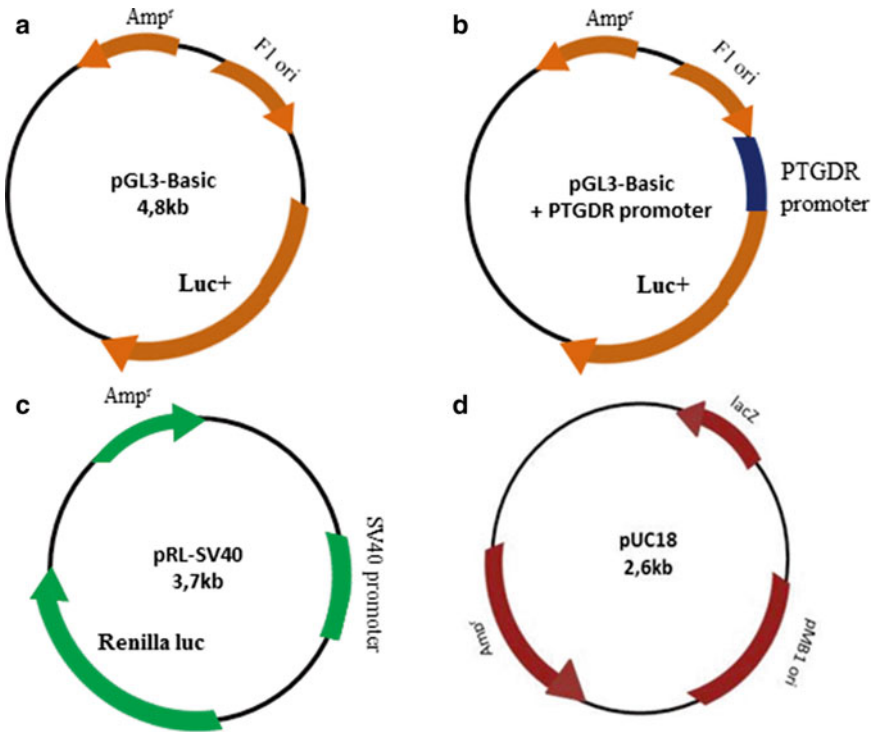 a
Ampʳ
F1 ori
pGL3-Basic
4,8kb
Luc+
b
Ampʳ
F1 ori
pGL3-Basic
+ PTGDR promoter
PTGDR
promoter
Luc+
c
Ampʳ
pRL-SV40
3,7kb
SV40 promoter
Renilla luc
d
lacZ
pUC18
2,6kb
Ampʳ
pMB1 ori